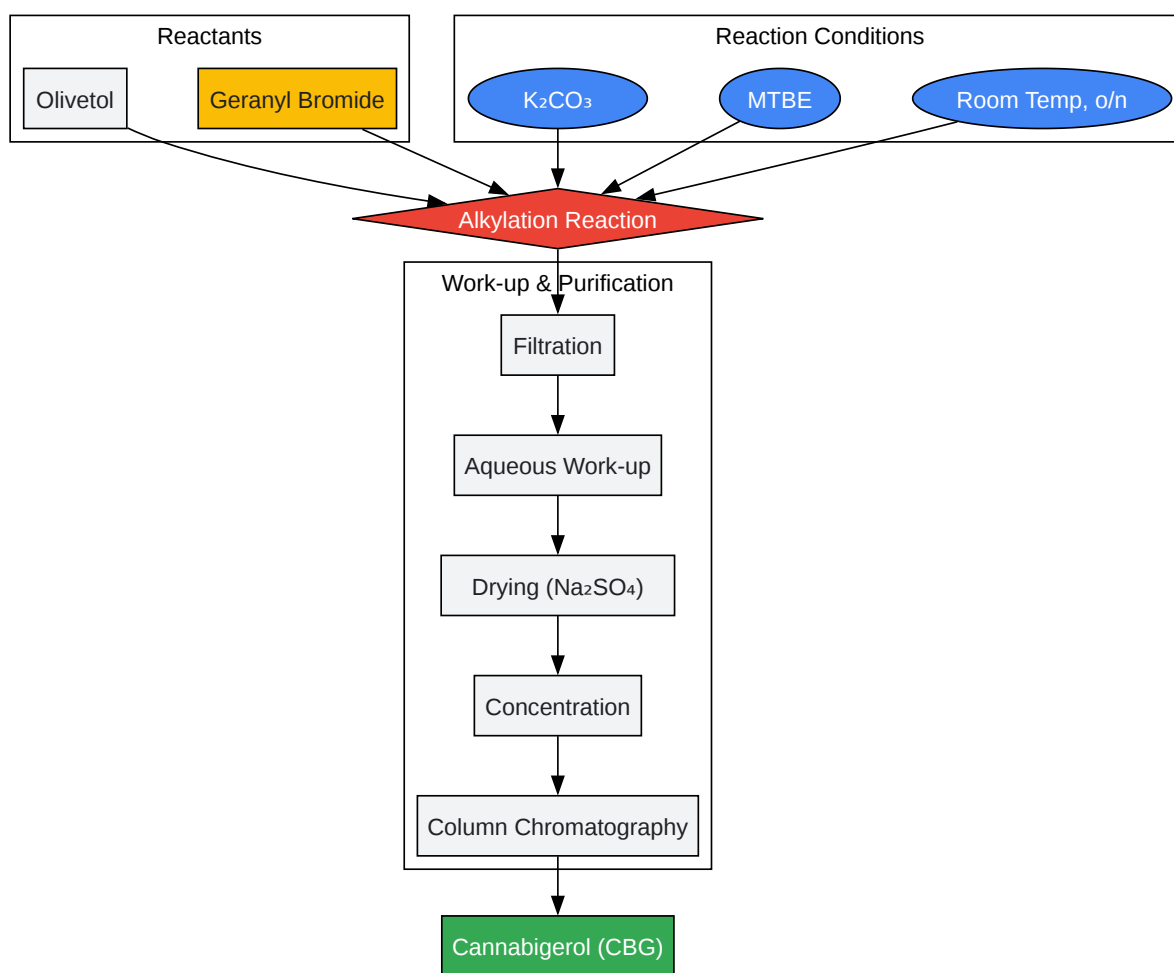 Reactants
Reaction Conditions
Olivetol
Geranyl Bromide
K₂CO₃
MTBE
Room Temp, o/n
Alkylation Reaction
Work-up & Purification
Filtration
Aqueous Work-up
Drying (Na₂SO₄)
Concentration
Column Chromatography
Cannabigerol (CBG)